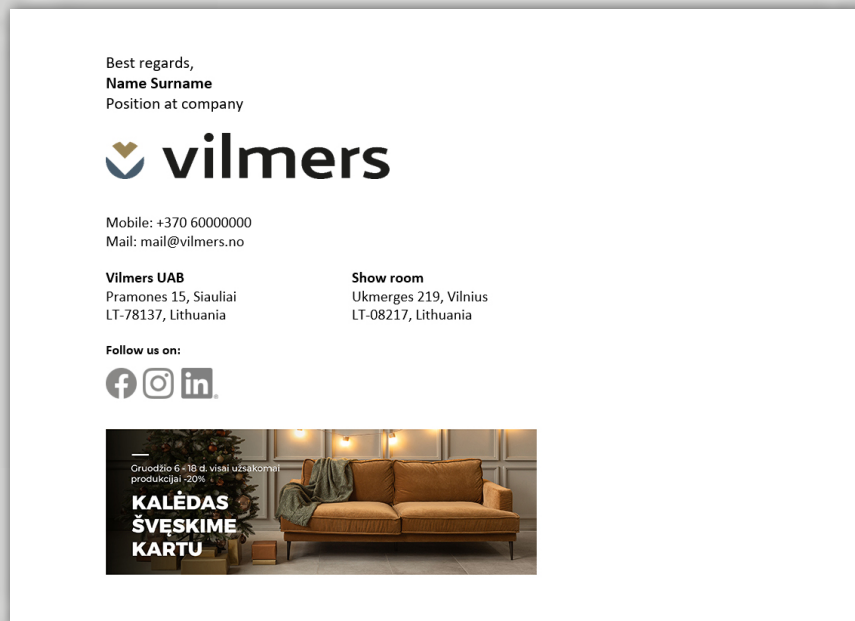 Best regards,
Name Surname
Position at company
vilmers
Mobile: +370 60000000
Mail: mail@vilmers.no
Vilmers UAB
Pramones 15, Siauliai
LT-78137, Lithuania
Show room
Ukmerges 219, Vilnius
LT-08217, Lithuania
Follow us on:
in
Gruodžio 6 - 18 d. visai užsakomai
produkcijai -20%
KALĖDAS
ŠVĘSKIME
KARTU